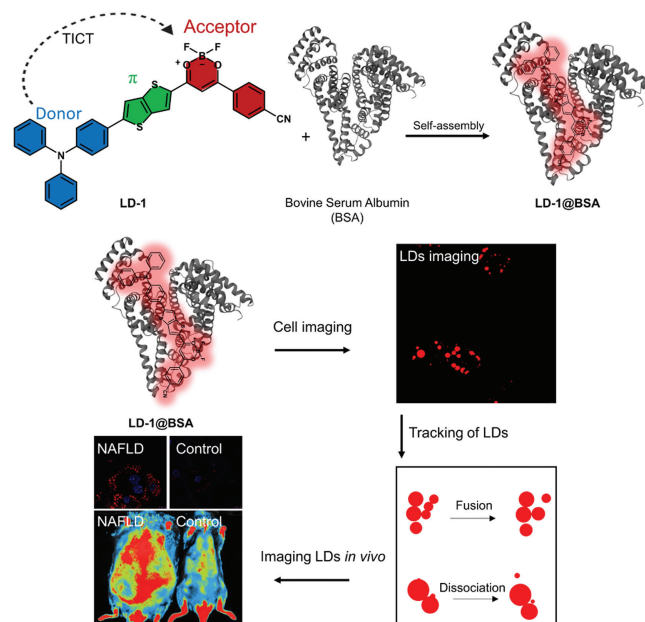 TICT
Acceptor
F
F
B
+
−
O
O
π
S
S
Donor
N
CN
LD-1
+
Bovine Serum Albumin
(BSA)
Self-assembly
LD-1@BSA
LD-1@BSA
Cell imaging
LDs imaging
Tracking of LDs
Fusion
Dissociation
Imaging LDs in vivo
NAFLD
Control
NAFLD
Control